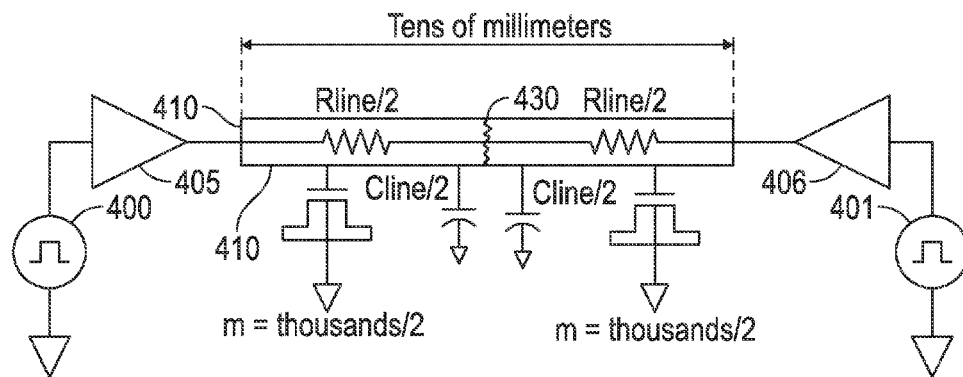 Tens of millimeters
410
Rline/2
430
Rline/2
405
Cline/2
Cline/2
406
400
410
401
m = thousands/2
m = thousands/2